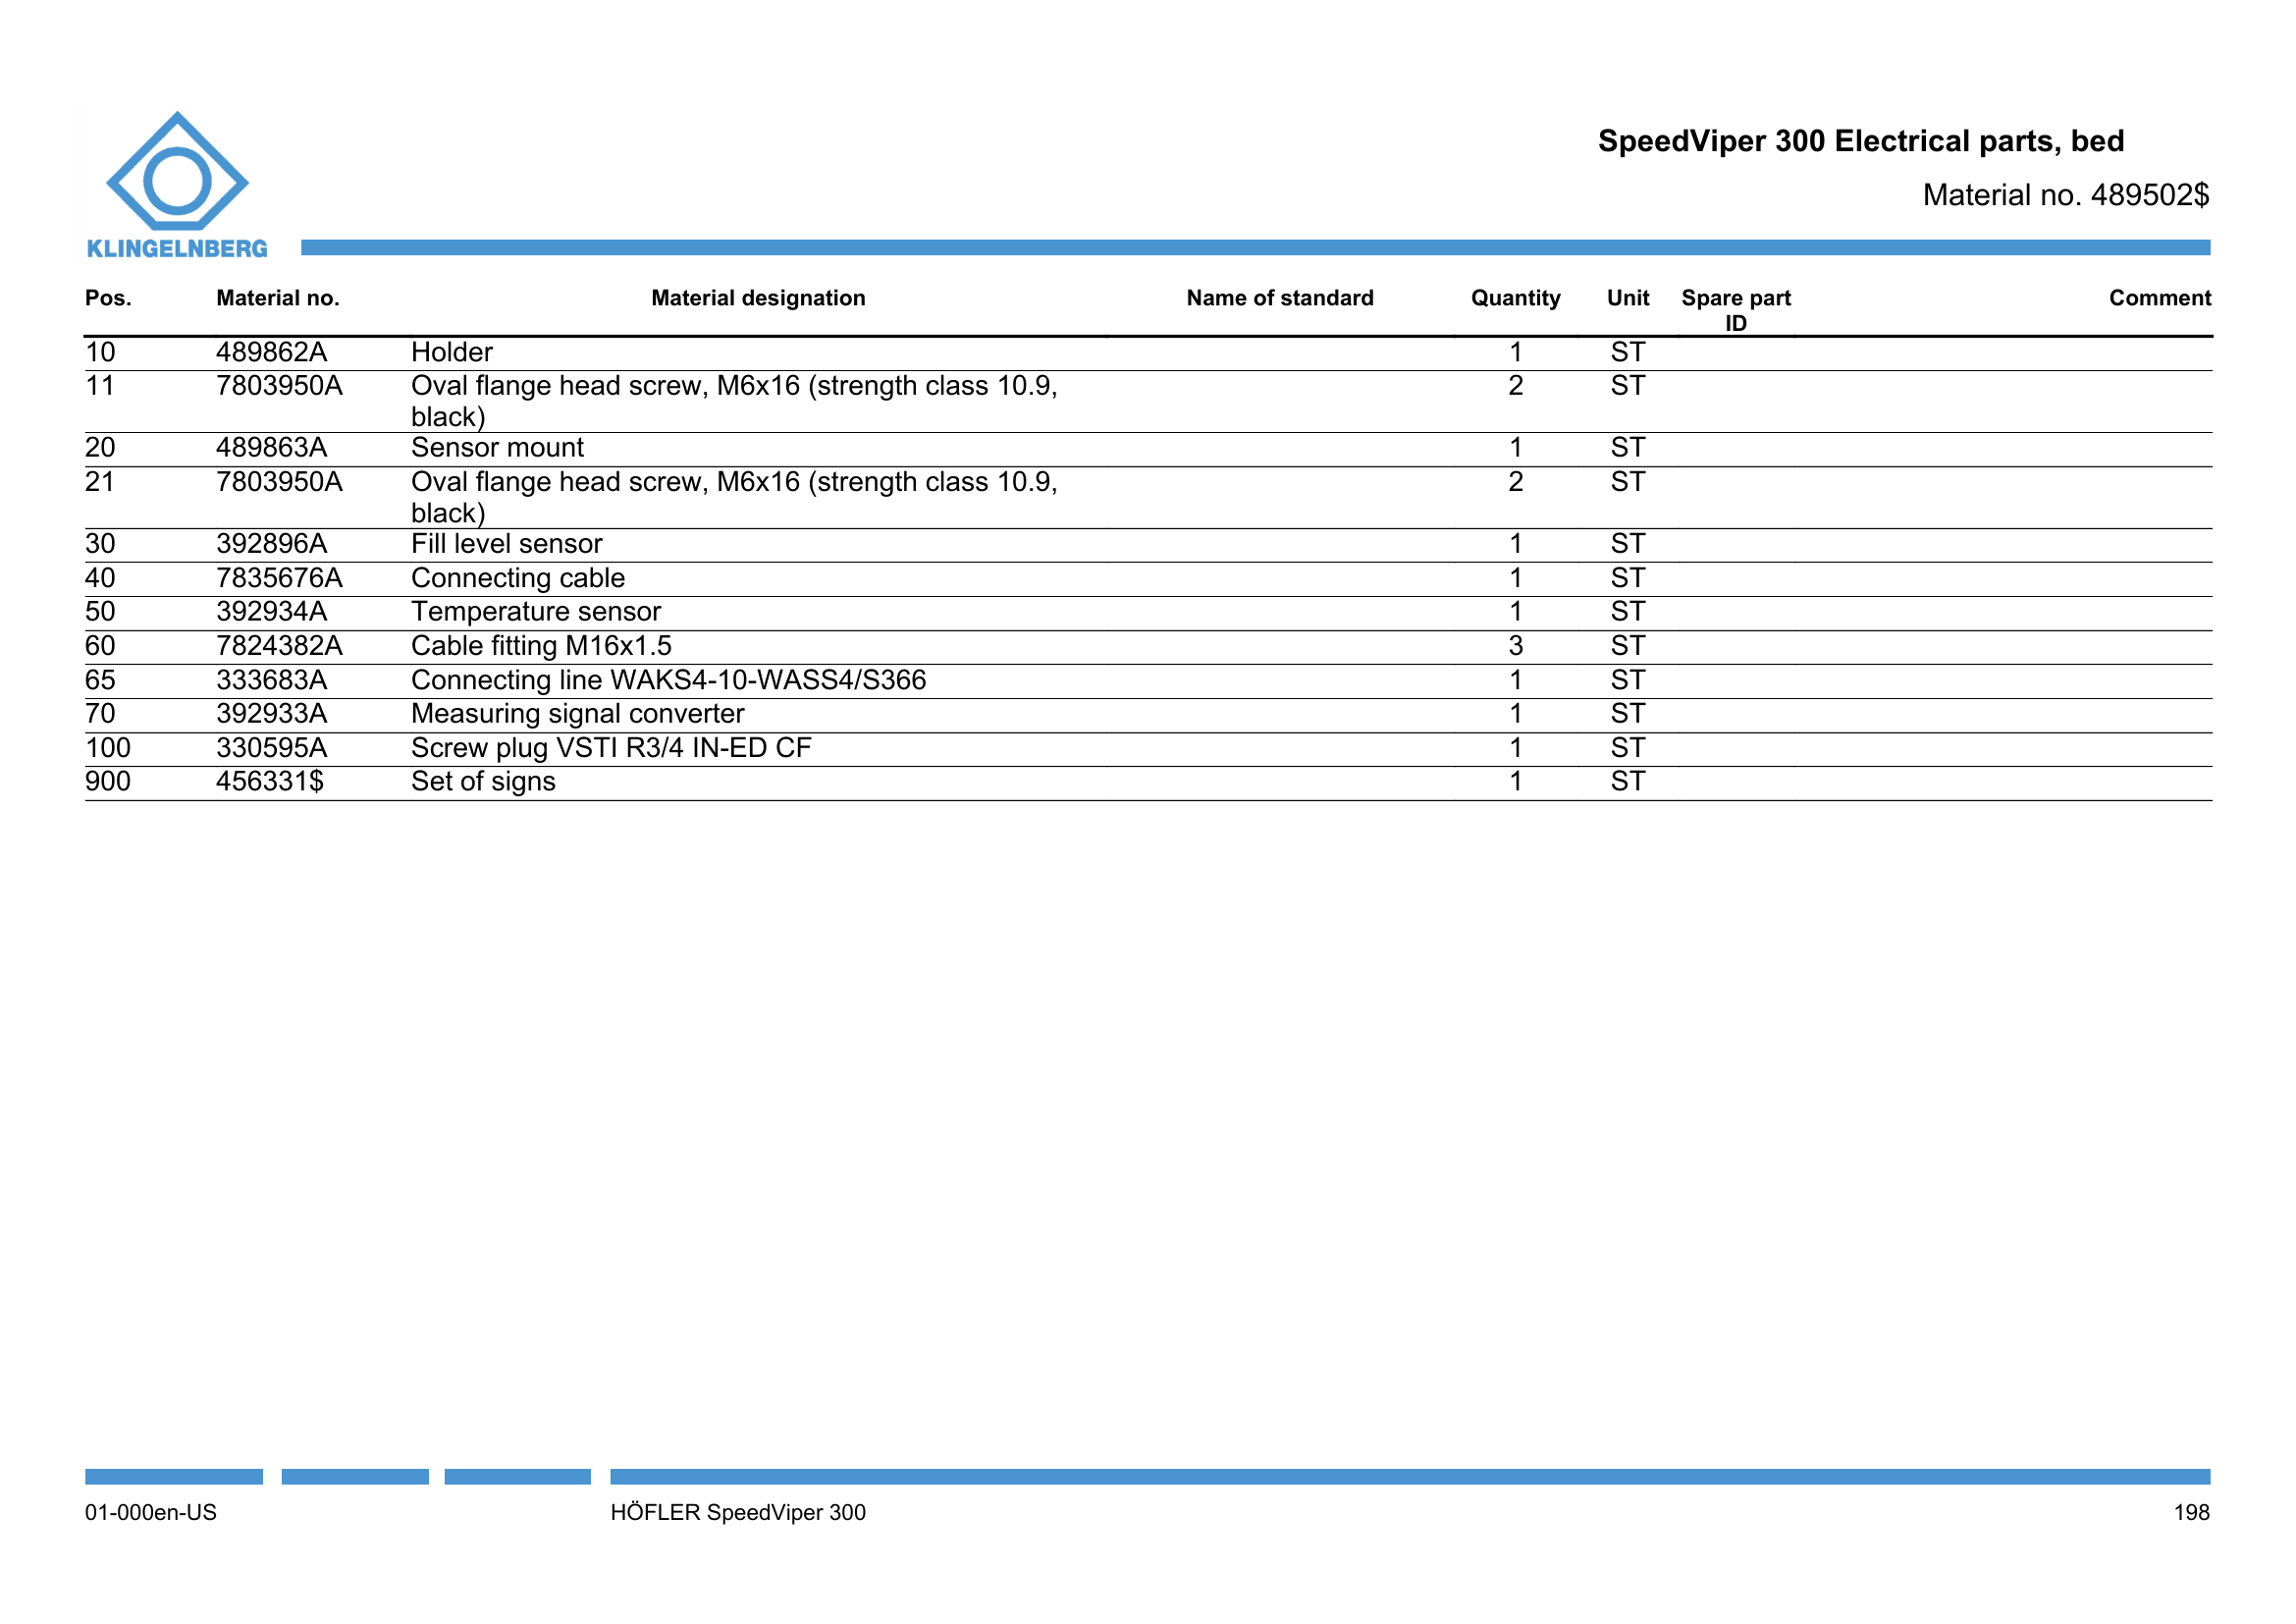 SpeedViper 300 Electrical parts, bed
Material no. 489502$
KLINGELNBERG
Pos. Material no. Material designation Name of standard Quantity Unit Spare part ID Comment
10 489862A Holder 1 ST
11 7803950A Oval flange head screw, M6x16 (strength class 10.9, 2 ST
black)
20 489863A Sensor mount 1 ST
21 7803950A Oval flange head screw, M6x16 (strength class 10.9, 2 ST
black)
30 392896A Fill level sensor 1 ST
40 7835676A Connecting cable 1 ST
50 392934A Temperature sensor 1 ST
60 7824382A Cable fitting M16x1.5 3 ST
65 333683A Connecting line WAKS4-10-WASS4/S366 1 ST
70 392933A Measuring signal converter 1 ST
100 330595A Screw plug VSTI R3/4 IN-ED CF 1 ST
900 456331$ Set of signs 1 ST
01-000en-US HÖFLER SpeedViper 300 198